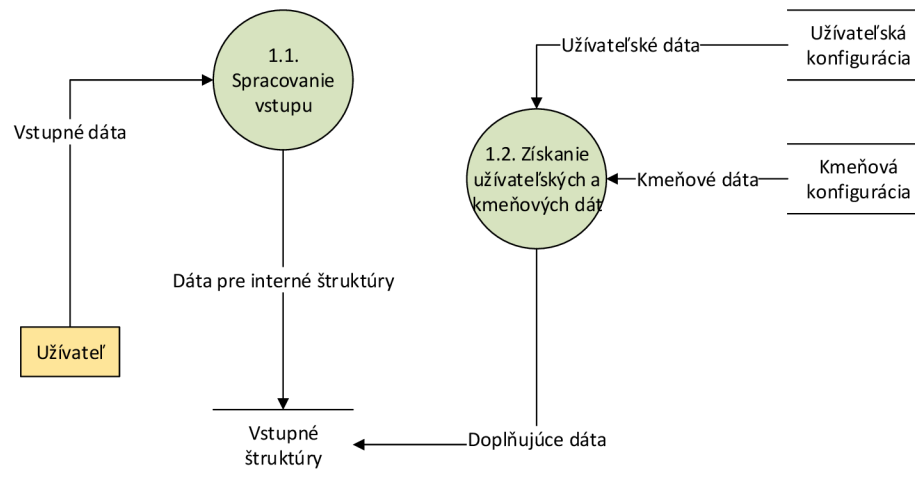 1.1.
Spracovanie
vstupu
Užívateľské dáta
Užívateľská
konfigurácia
Vstupné dáta
1.2. Získanie
užívateľských a
kmeňových dát
Kmeňové dáta
Kmeňová
konfigurácia
Dáta pre interné štruktúry
Užívateľ
Vstupné
štruktúry
Doplňujúce dáta